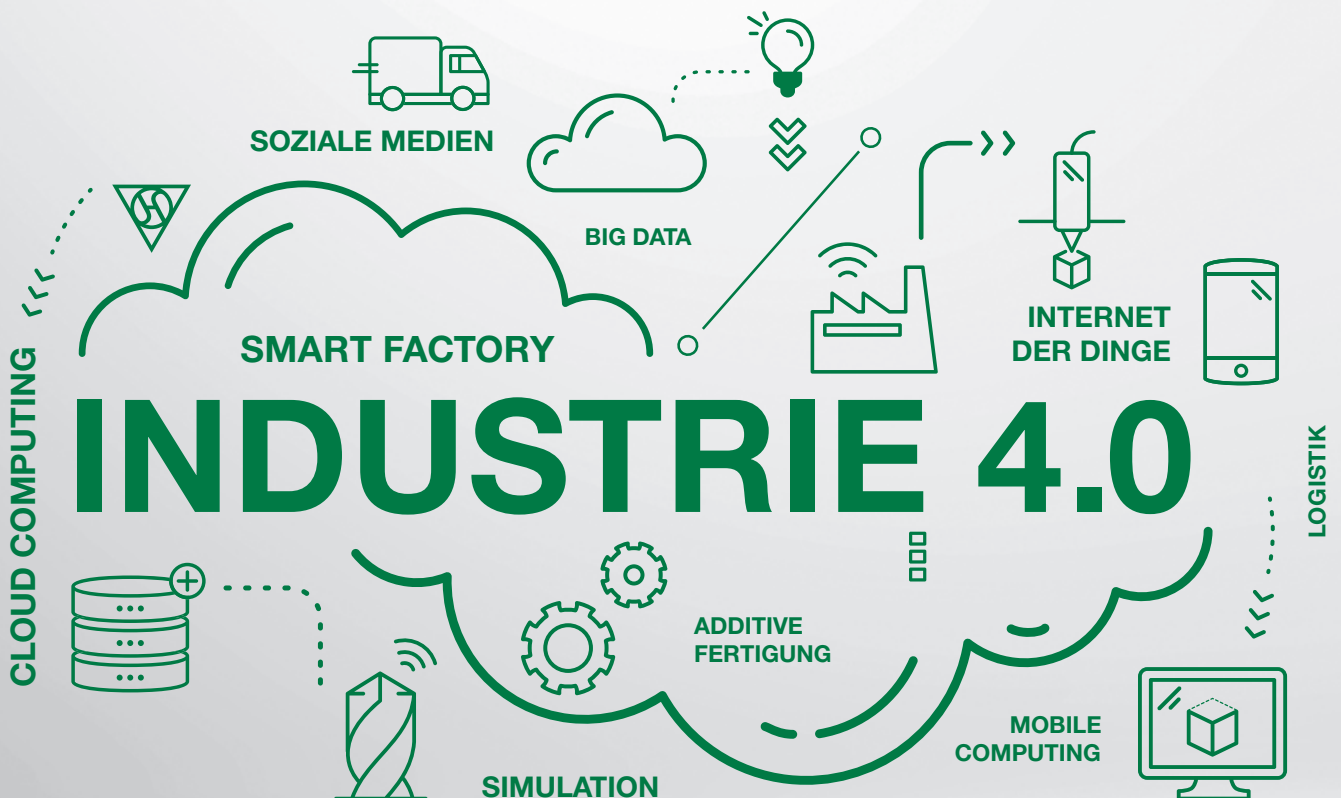 SOZIALE MEDIEN
BIG DATA
SMART FACTORY
INTERNET
DER DINGE
CLOUD COMPUTING
INDUSTRIE 4.0
LOGISTIK
ADDITIVE
FERTIGUNG
MOBILE
COMPUTING
SIMULATION